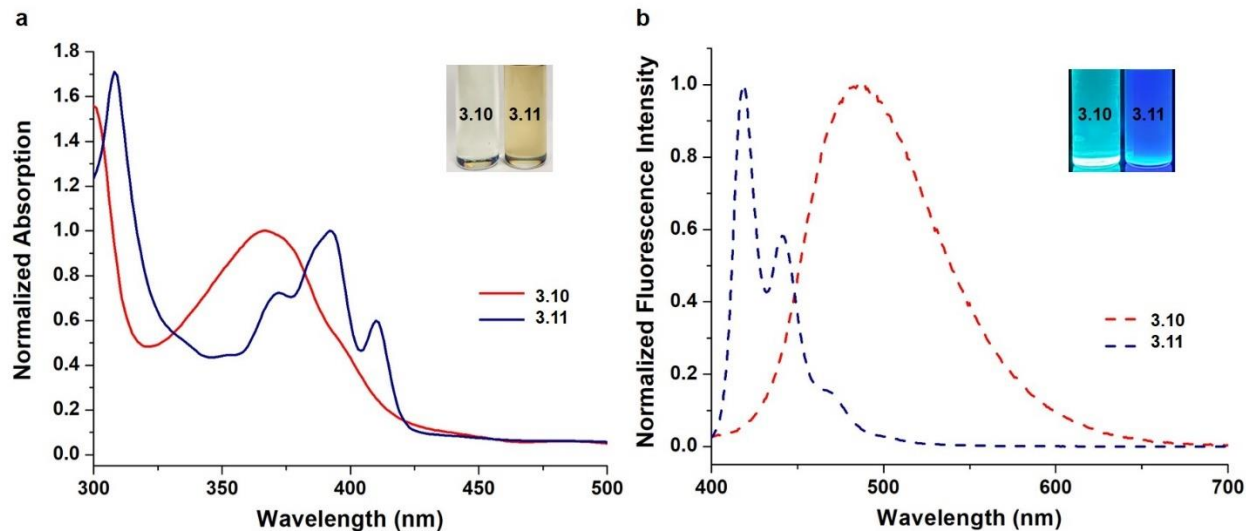 a
1.8
1.6
1.4
1.2
1.0
0.8
0.6
0.4
0.2
0.0
Normalized Absorption
3.10 3.11
3.10
3.11
300 350 400 450 500
Wavelength (nm)
b
1.0
0.8
0.6
0.4
0.2
0.0
Normalized Fluorescence Intensity
3.10 3.11
3.10
3.11
400 500 600 700
Wavelength (nm)